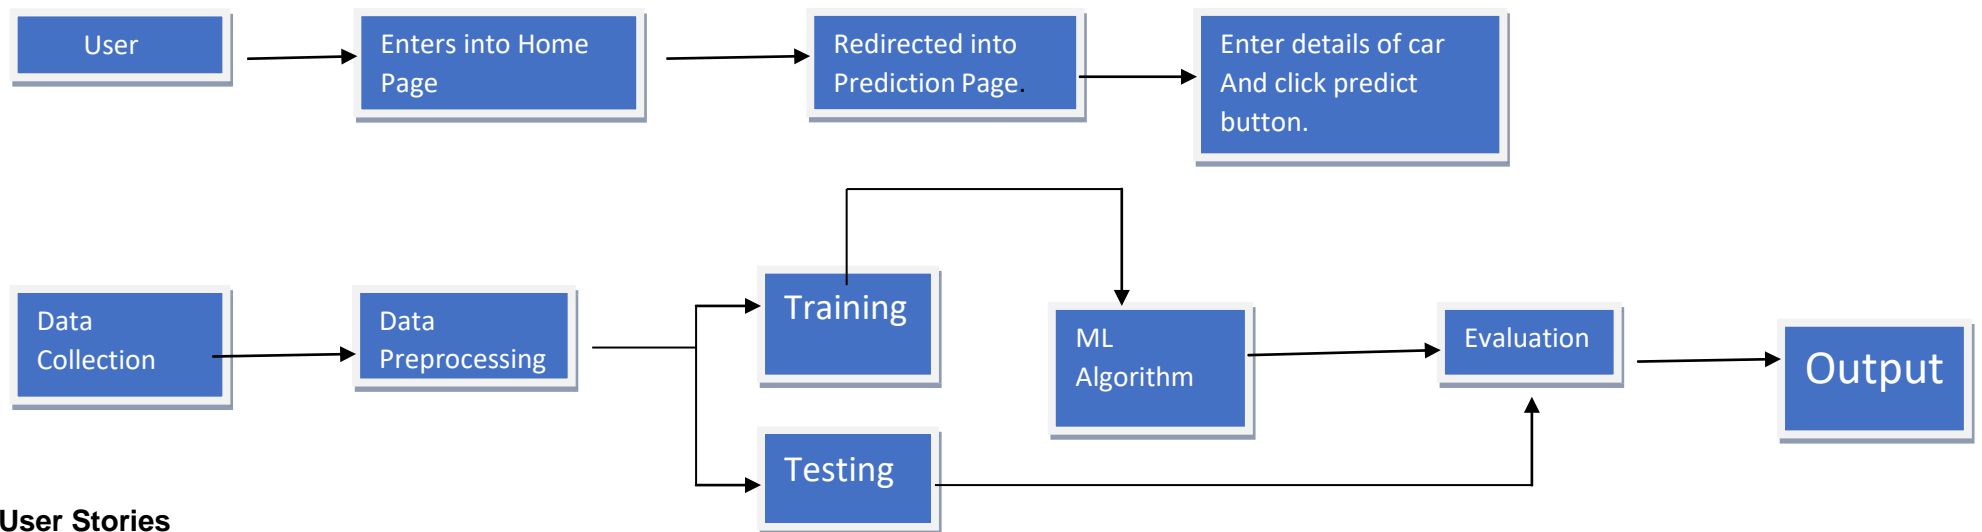 User
Enters into Home
Page
Redirected into
Prediction Page.
Enter details of car
And click predict
button.
Data
Collection
Data
Preprocessing
Training
Testing
ML
Algorithm
Evaluation
Output
User Stories